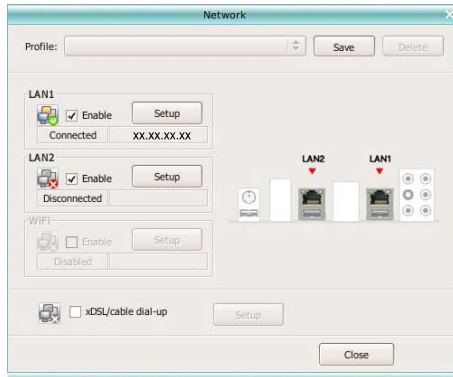 Network
Profile: Save Delete
LAN1
Enable Setup
Connected XX.XX.XX.XX
LAN2
Enable Setup
Disconnected
WiFi
Enable Setup
Disabled
LAN2 LAN1
xDSL/cable dial-up Setup
Close